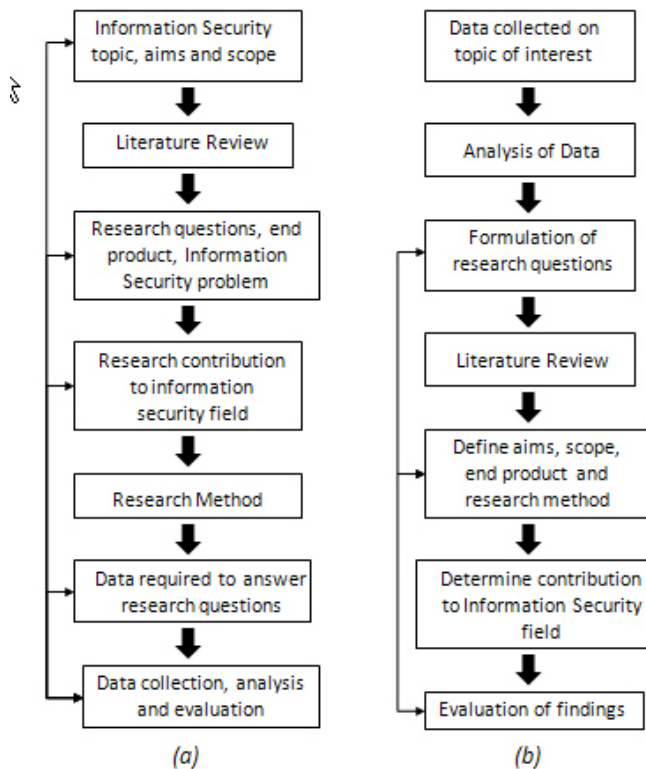 Information Security
topic, aims and scope
Literature Review
Research questions, end
product, Information
Security problem
Research contribution
to information
security field
Research Method
Data required to answer
research questions
Data collection, analysis
and evaluation
(a)
Data collected on
topic of interest
Analysis of Data
Formulation of
research questions
Literature Review
Define aims, scope,
end product and
research method
Determine contribution
to Information Security
field
Evaluation of findings
(b)